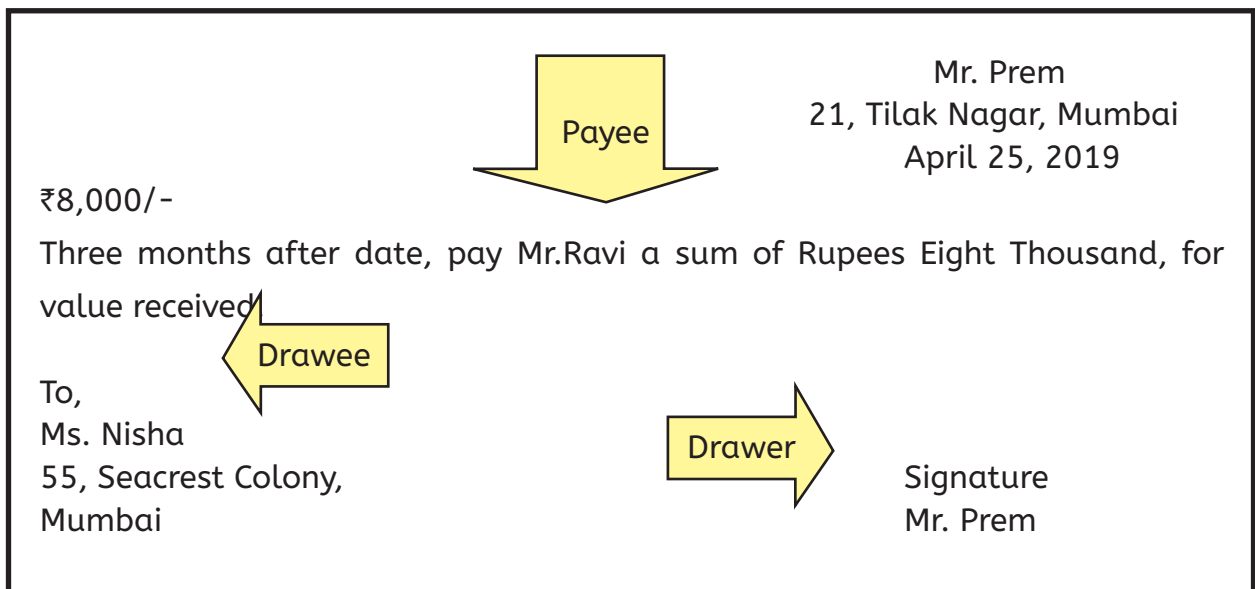 Mr. Prem
21, Tilak Nagar, Mumbai
April 25, 2019
Payee
₹8,000/-
Three months after date, pay Mr.Ravi a sum of Rupees Eight Thousand, for
value received
Drawee
To,
Ms. Nisha
55, Seacrest Colony,
Mumbai
Drawer
Signature
Mr. Prem